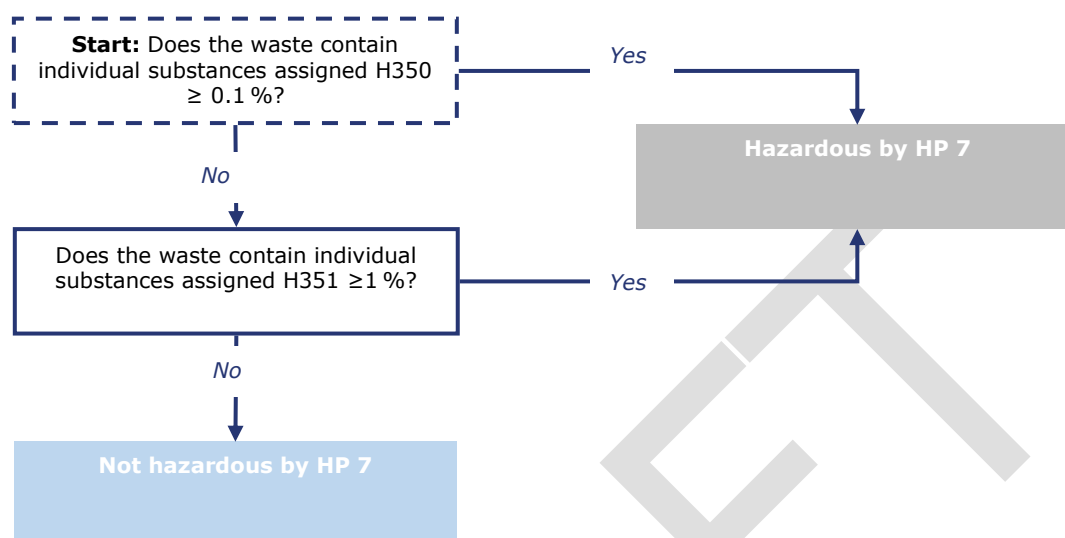 Start: Does the waste contain
individual substances assigned H350
≥ 0.1 %?
Yes
Hazardous by HP 7
No
Does the waste contain individual
substances assigned H351 ≥1 %?
Yes
No
Not hazardous by HP 7